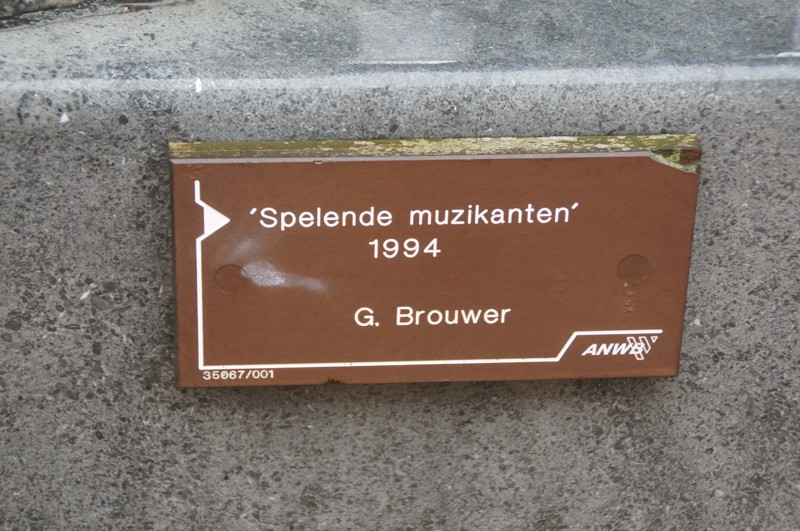 'Spelende muzikanten'
1994
G. Brouwer
ANWB
35067/001